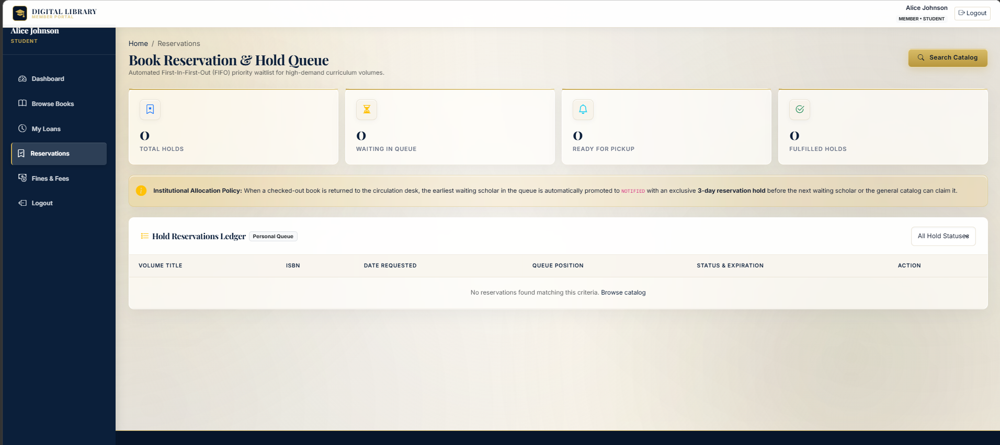 DIGITAL LIBRARY
MEMBER PORTAL
Alice Johnson
MEMBER • STUDENT
Logout
Alice Johnson
STUDENT
Dashboard
Browse Books
My Loans
Reservations
Fines & Fees
Logout
Home / Reservations
Book Reservation & Hold Queue
Automated First-In-First-Out (FIFO) priority waitlist for high-demand curriculum volumes.
Search Catalog
0
TOTAL HOLDS
0
WAITING IN QUEUE
0
READY FOR PICKUP
0
FULFILLED HOLDS
Institutional Allocation Policy: When a checked-out book is returned to the circulation desk, the earliest waiting scholar in the queue is automatically promoted to NOTIFIED with an exclusive 3-day reservation hold before the next waiting scholar or the general catalog can claim it.
Hold Reservations Ledger Personal Queue
All Hold Statuses
VOLUME TITLE ISBN DATE REQUESTED QUEUE POSITION STATUS & EXPIRATION ACTION
No reservations found matching this criteria. Browse catalog